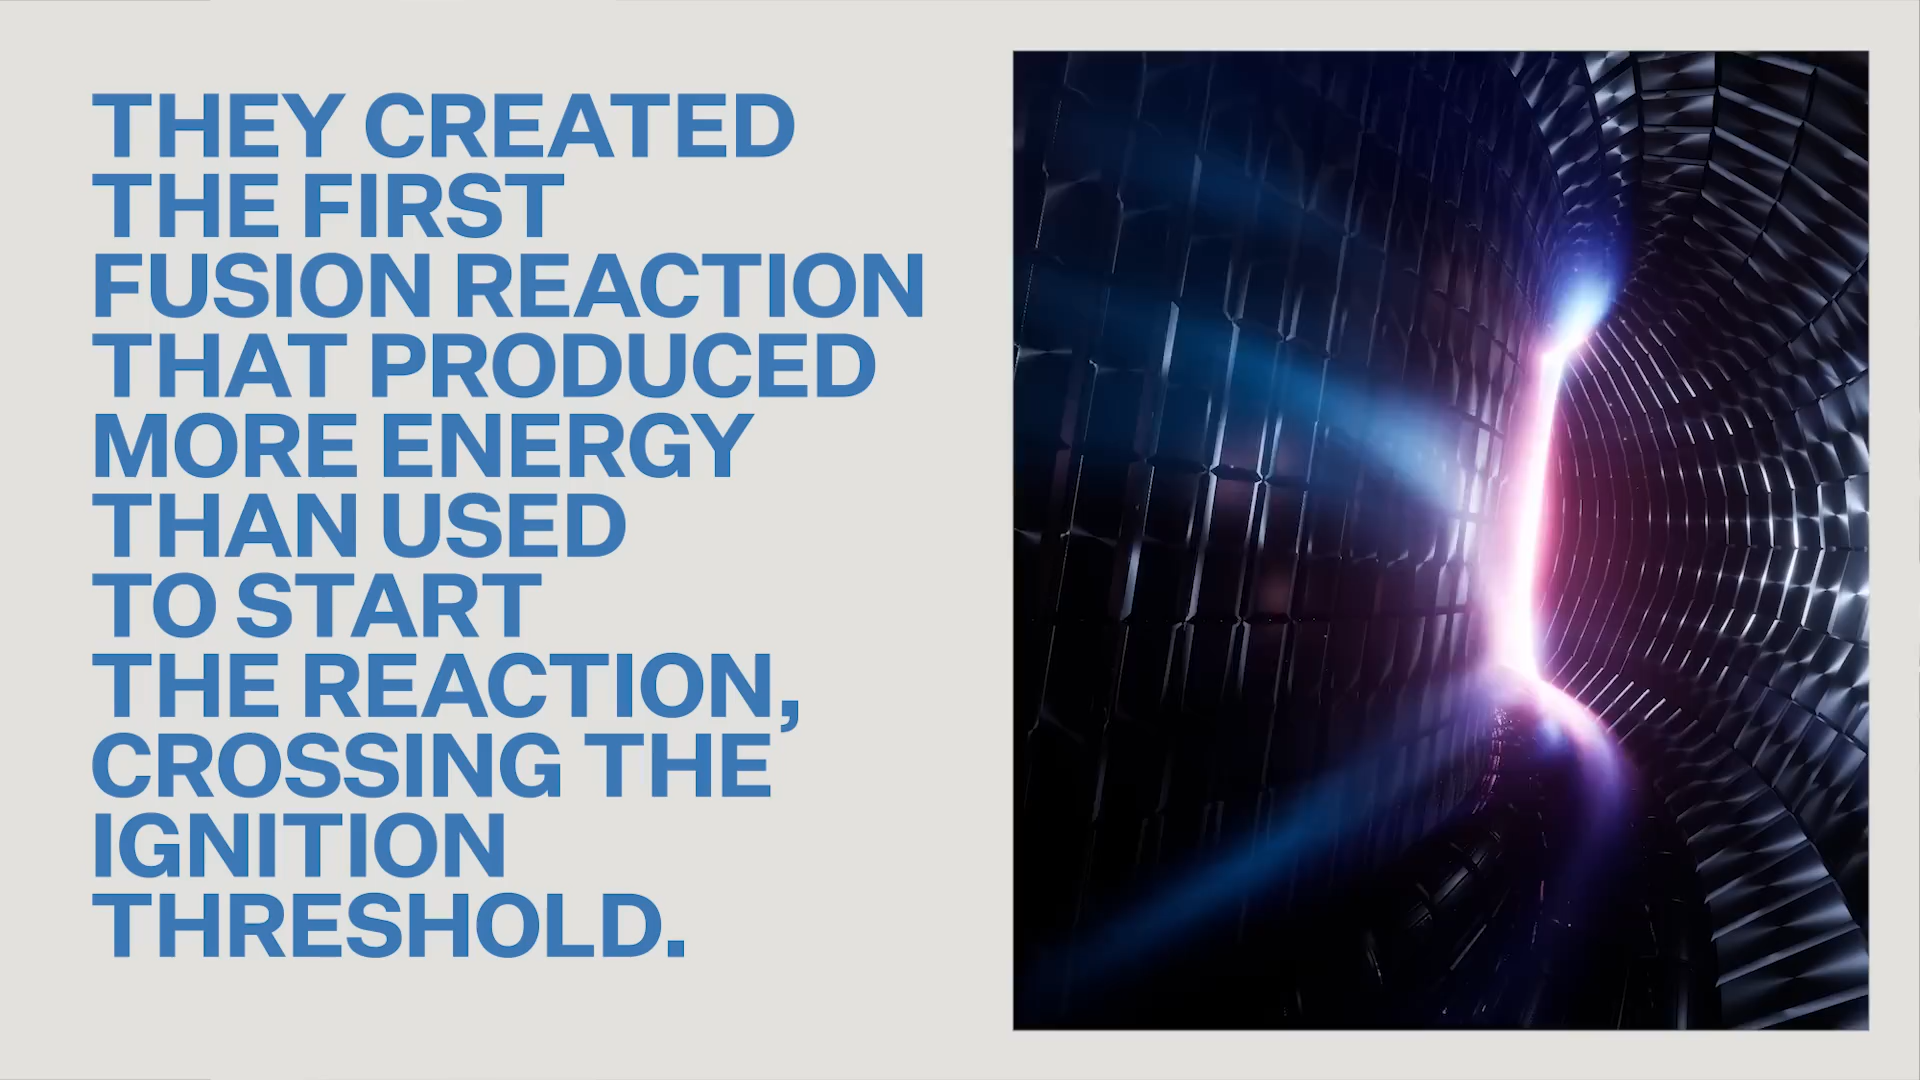 THEY CREATED
THE FIRST
FUSION REACTION
THAT PRODUCED
MORE ENERGY
THAN USED
TO START
THE REACTION,
CROSSING THE
IGNITION
THRESHOLD.